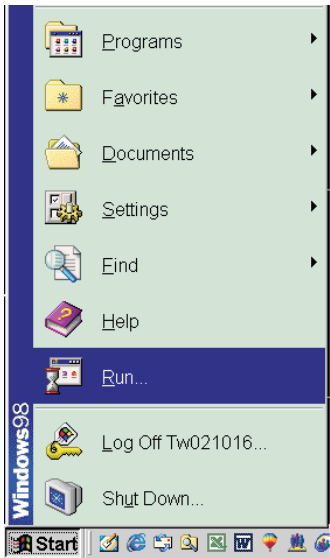 Programs
Favorites
Documents
Settings
Find
Help
Run...
Log Off Tw021016...
Shut Down...
Windows98
Start